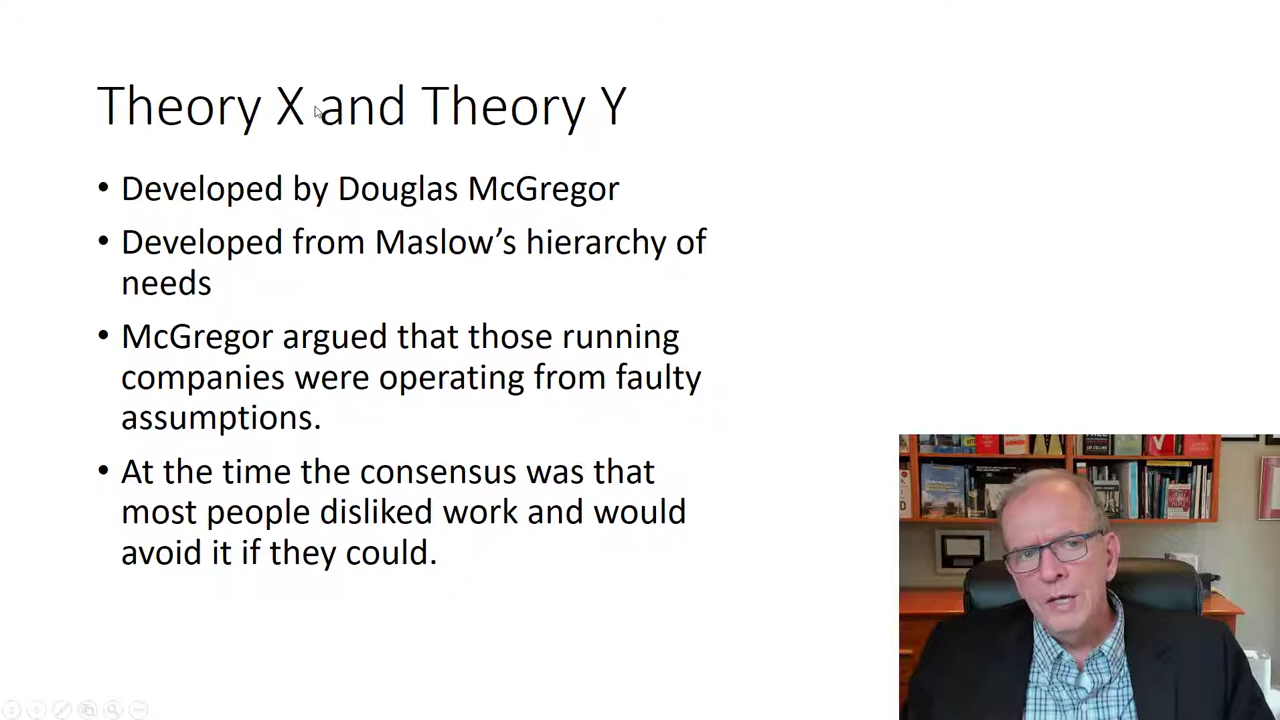 Theory X and Theory Y
• Developed by Douglas McGregor
• Developed from Maslow’s hierarchy of
needs
• McGregor argued that those running
companies were operating from faulty
assumptions.
• At the time the consensus was that
most people disliked work and would
avoid it if they could.